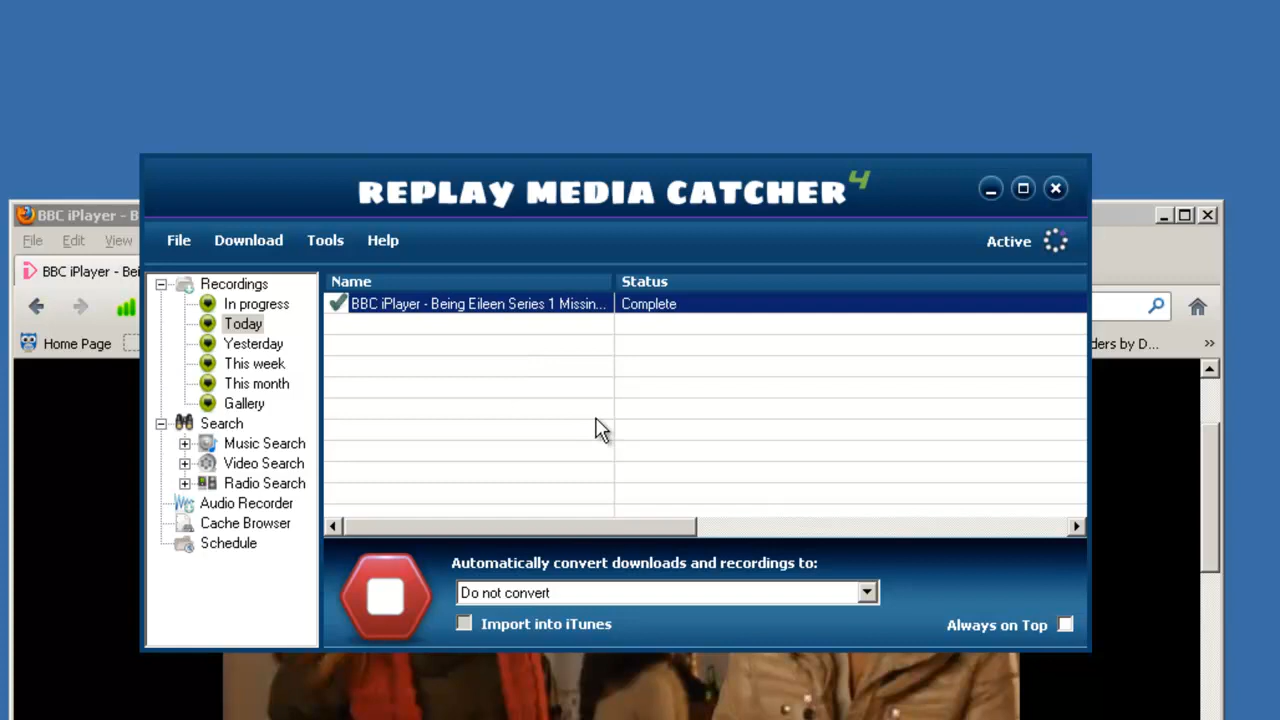 REPLAY MEDIA CATCHER 4
BBC iPlayer - B
File Edit View
BBC iPlayer - Bei
Home Page
ders by D...
»
File Download Tools Help
Active
Recordings
In progress
Today
Yesterday
This week
This month
Gallery
Search
Music Search
Video Search
Radio Search
Audio Recorder
Cache Browser
Schedule
Name Status
BBC iPlayer - Being Eileen Series 1 Missin... Complete
Automatically convert downloads and recordings to:
Do not convert
Import into iTunes
Always on Top